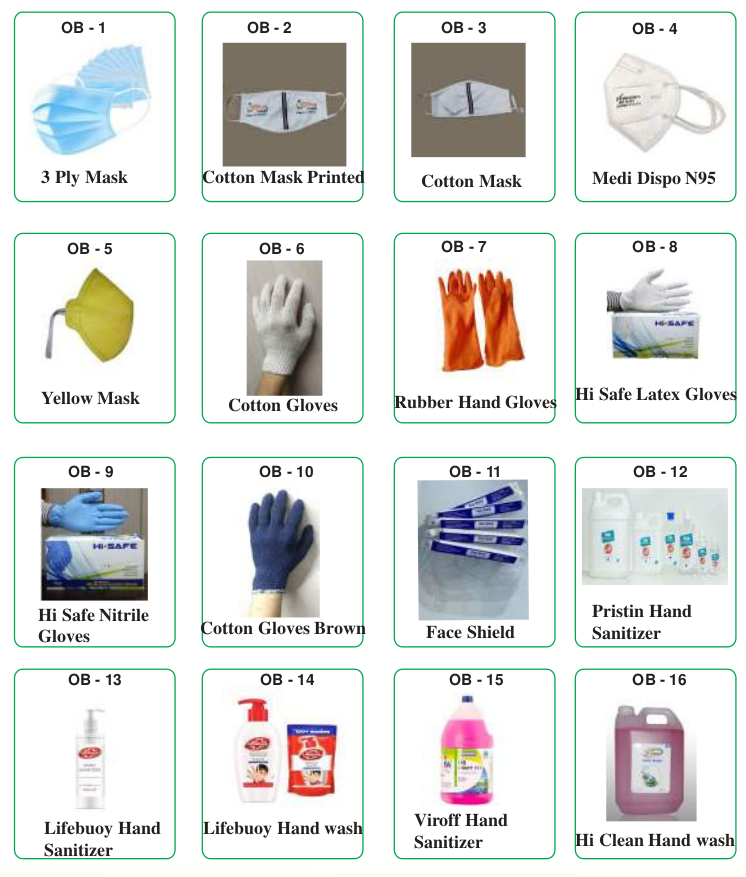 OB - 1
3 Ply Mask
OB - 2
Cotton Mask Printed
OB - 3
Cotton Mask
OB - 4
Medi Dispo N95
OB - 5
Yellow Mask
OB - 6
Cotton Gloves
OB - 7
Rubber Hand Gloves
OB - 8
Hi-SAFE
Hi Safe Latex Gloves
OB - 9
Hi-SAFE
Hi Safe Nitrile
Gloves
OB - 10
Cotton Gloves Brown
OB - 11
Face Shield
OB - 12
Pristin Hand
Sanitizer
OB - 13
Lifebuoy Hand
Sanitizer
OB - 14
Lifebuoy Hand wash
OB - 15
Viroff Hand
Sanitizer
OB - 16
Hi Clean Hand wash